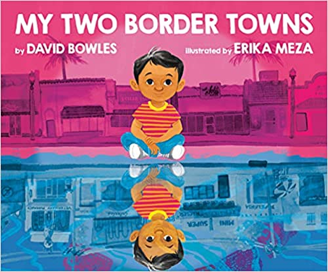 MY TWO BORDER TOWNS
by DAVID BOWLES illustrated by ERIKA MEZA